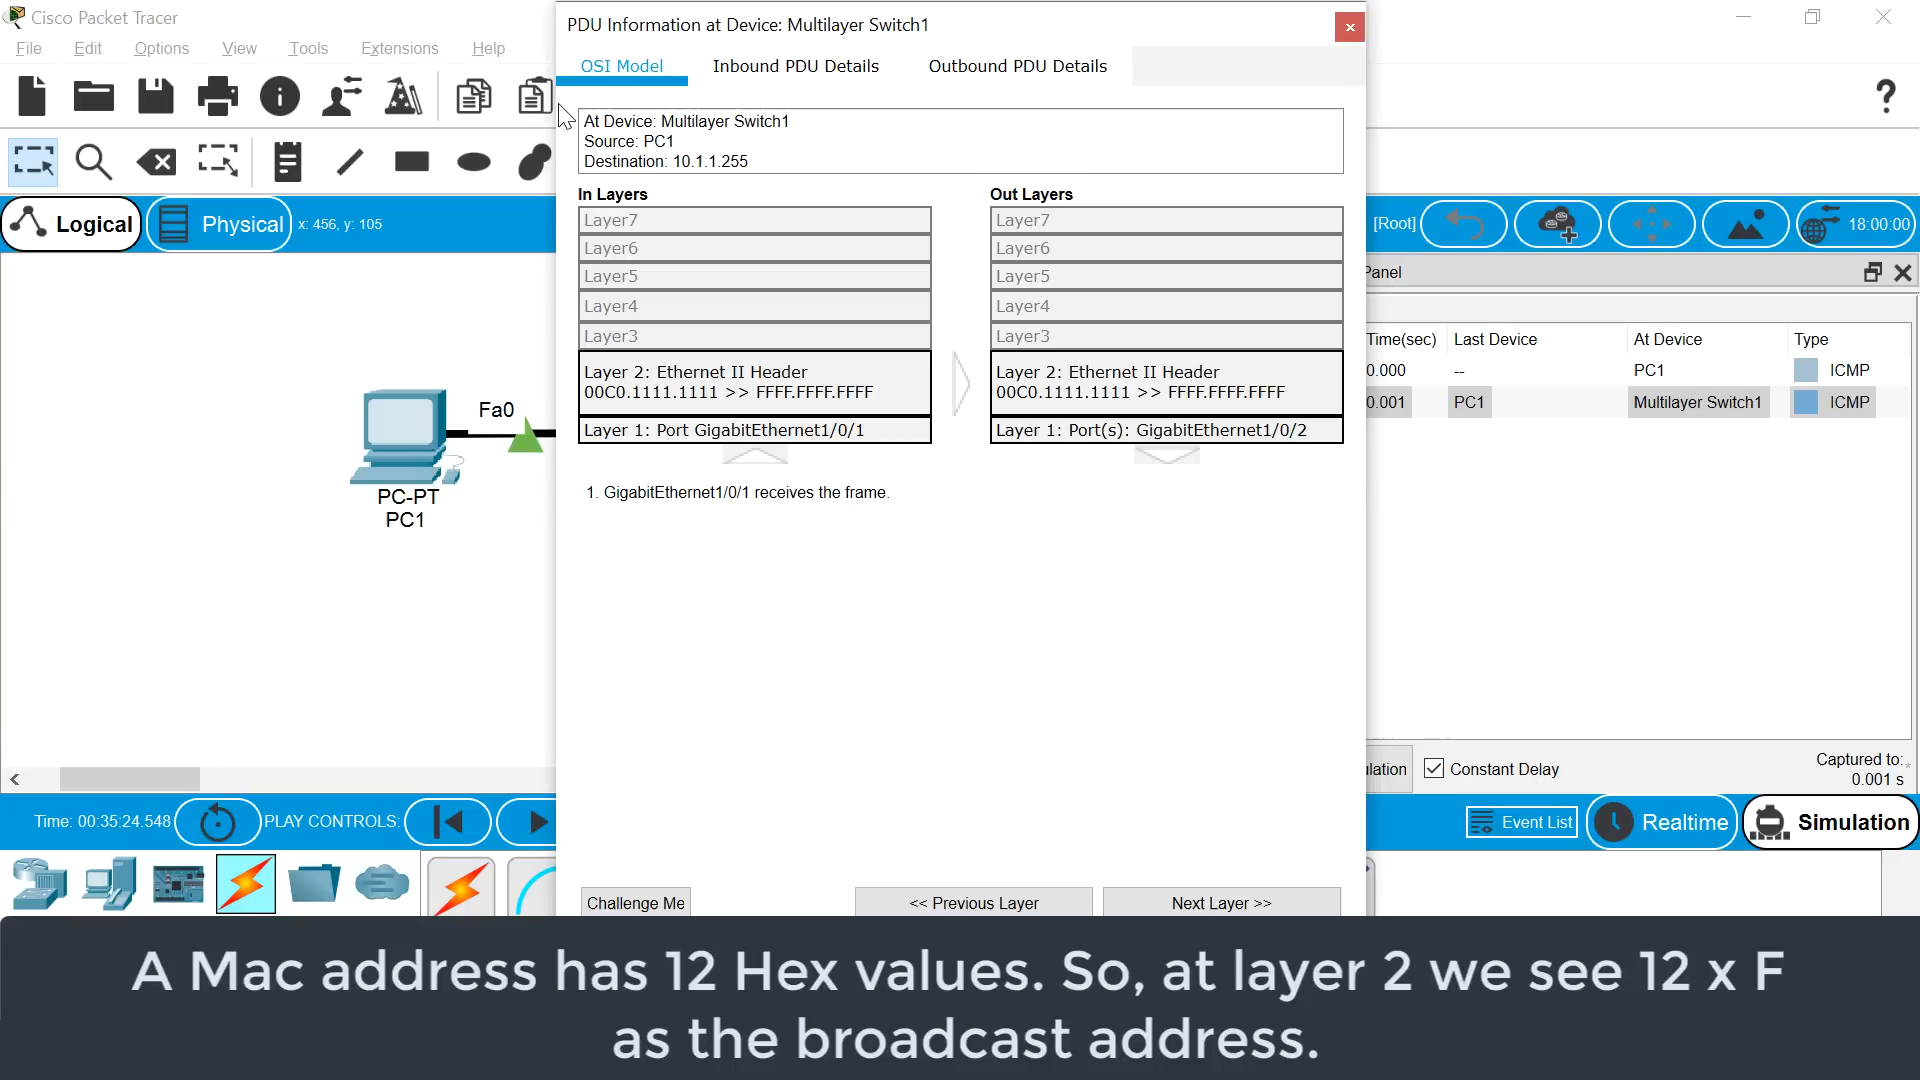 Cisco Packet Tracer
File Edit Options View Tools Extensions Help
Logical Physical x: 456, y: 105
PDU Information at Device: Multilayer Switch1
x
OSI Model Inbound PDU Details Outbound PDU Details
At Device: Multilayer Switch1
Source: PC1
Destination: 10.1.1.255
In Layers Out Layers
Layer7 Layer7
Layer6 Layer6
Layer5 Layer5
Layer4 Layer4
Layer3 Layer3
Layer 2: Ethernet II Header Layer 2: Ethernet II Header
00C0.1111.1111 >> FFFF.FFFF.FFFF 00C0.1111.1111 >> FFFF.FFFF.FFFF
Layer 1: Port GigabitEthernet1/0/1 Layer 1: Port(s): GigabitEthernet1/0/2
1. GigabitEthernet1/0/1 receives the frame.
Challenge Me << Previous Layer Next Layer >>
Fa0
PC-PT
PC1
[Root] 18:00:00
Panel
Time(sec) Last Device At Device Type
0.000 -- PC1 ICMP
0.001 PC1 Multilayer Switch1 ICMP
Constant Delay
Captured to:
0.001 s
Time: 00:35:24.548 PLAY CONTROLS: Event List Realtime Simulation
A Mac address has 12 Hex values. So, at layer 2 we see 12 x F
as the broadcast address.